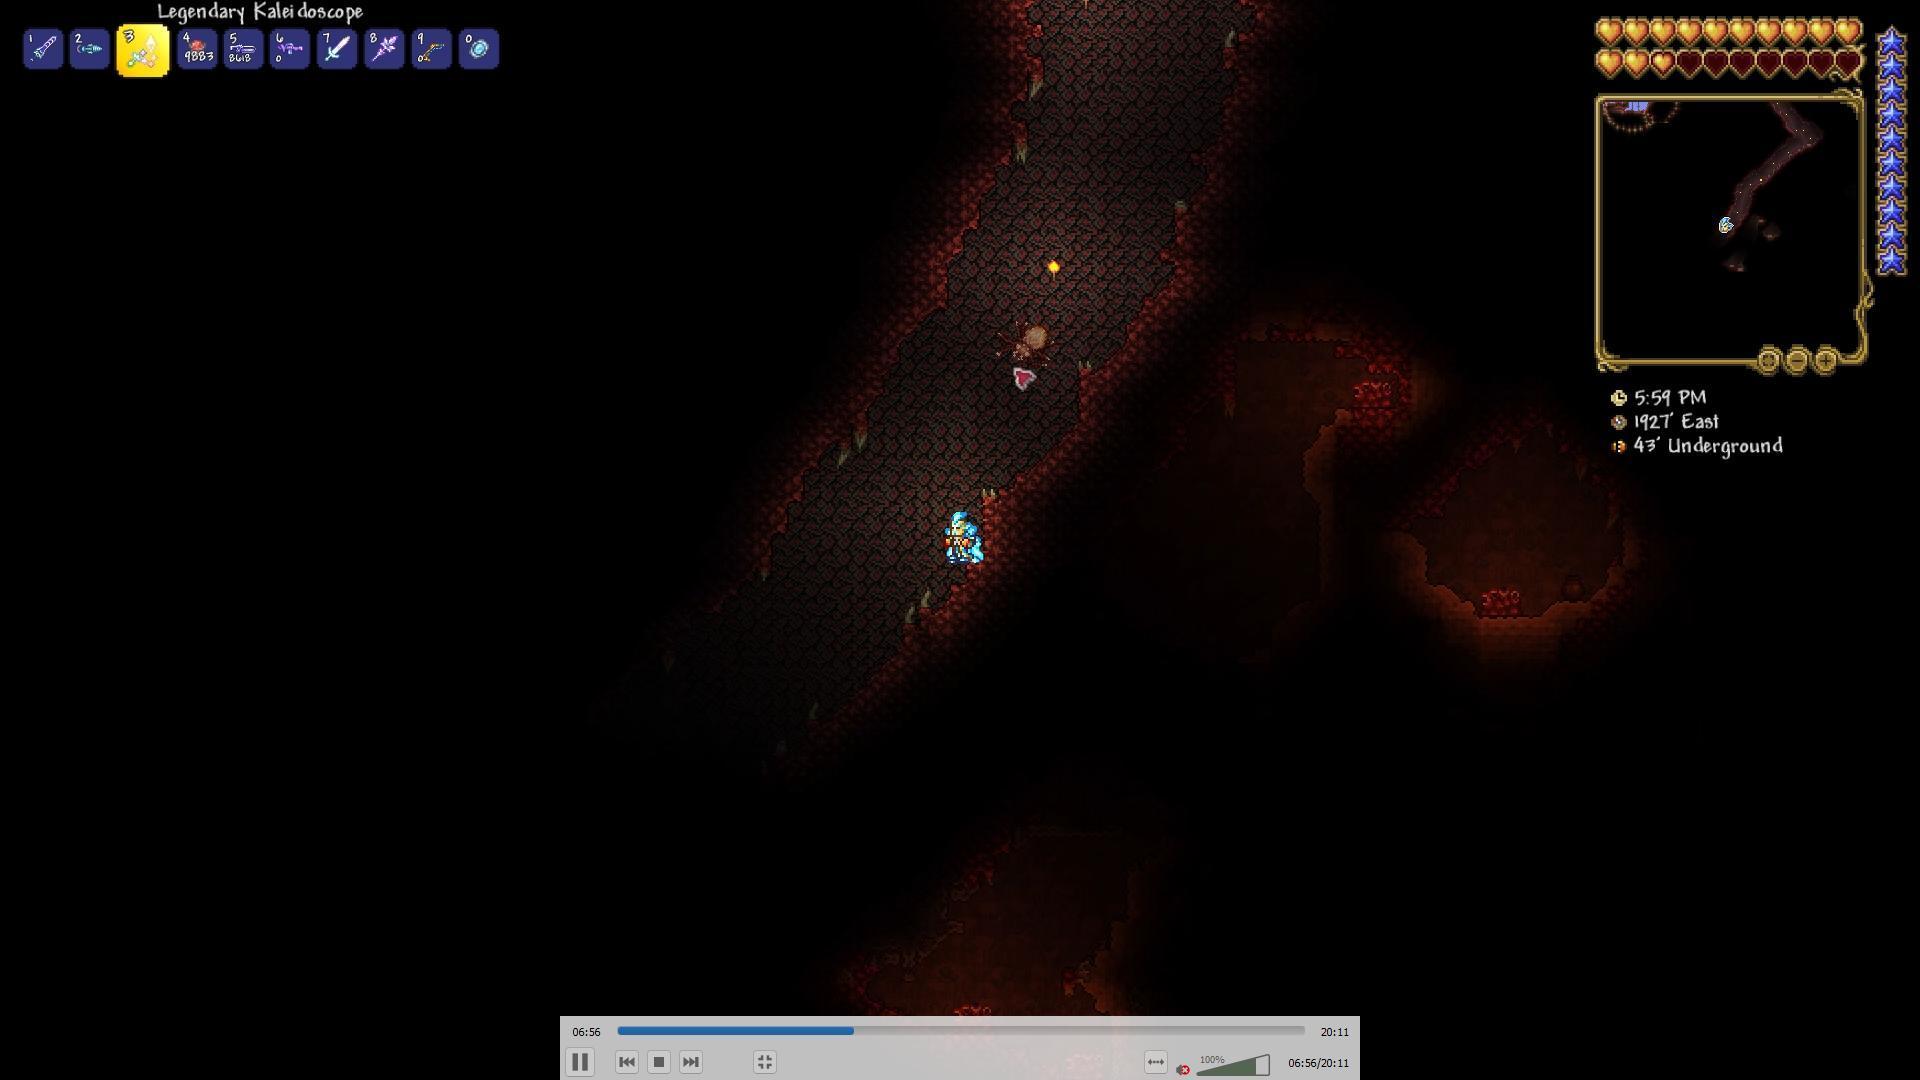 Legendary Kaleidoscope
1 2 3 4 5 6 7 8 9 0
9883 8618 0 0
5:59 PM
1927' East
43' Underground
06:56 20:11
100% 06:56/20:11